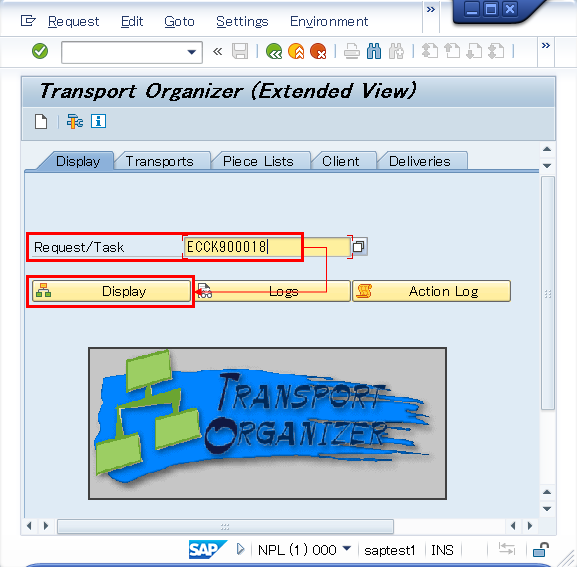 Request Edit Goto Settings Environment »
«
»
Transport Organizer (Extended View)
Display Transports Piece Lists Client Deliveries
Request/Task ECCK900018
Display Logs Action Log
TRANSPORT
ORGANIZER
SAP NPL (1) 000 saptest1 INS